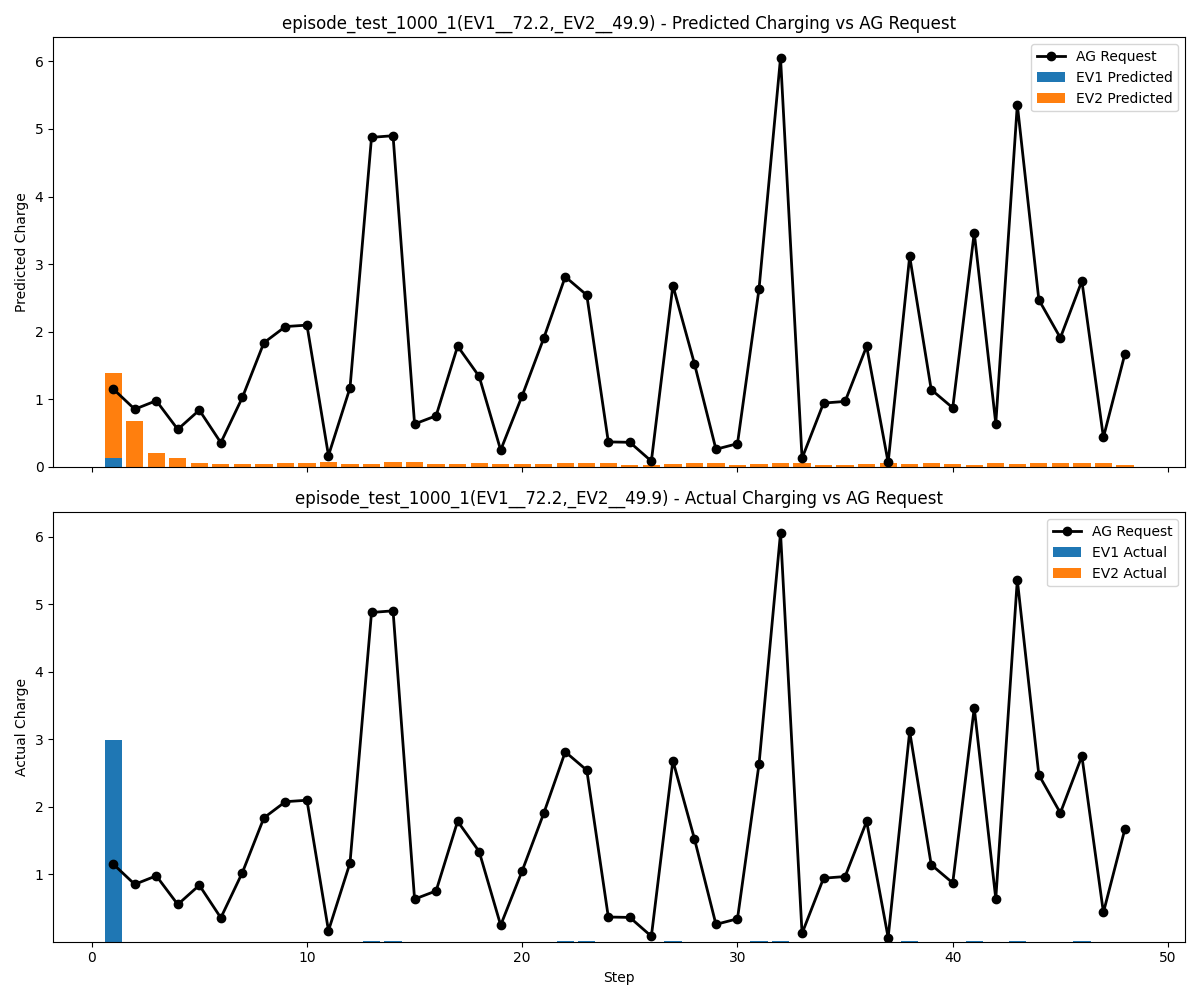 episode_test_1000_1(EV1__72.2,_EV2__49.9) - Predicted Charging vs AG Request
AG Request
EV1 Predicted
EV2 Predicted
Predicted Charge
6
5
4
3
2
1
0
episode_test_1000_1(EV1__72.2,_EV2__49.9) - Actual Charging vs AG Request
AG Request
EV1 Actual
EV2 Actual
Actual Charge
6
5
4
3
2
1
0 10 20 30 40 50
Step